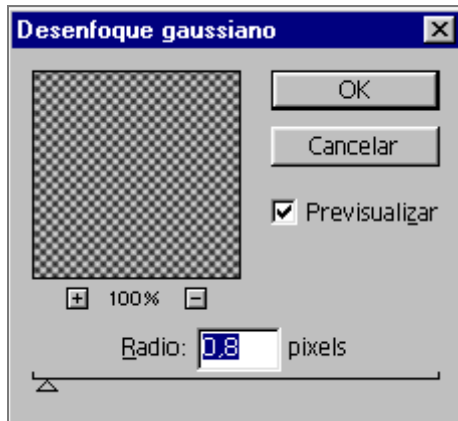 Desenfoque gaussiano
OK
Cancelar
Previsualizar
+ 100% -
Radio: 0,8 pixels